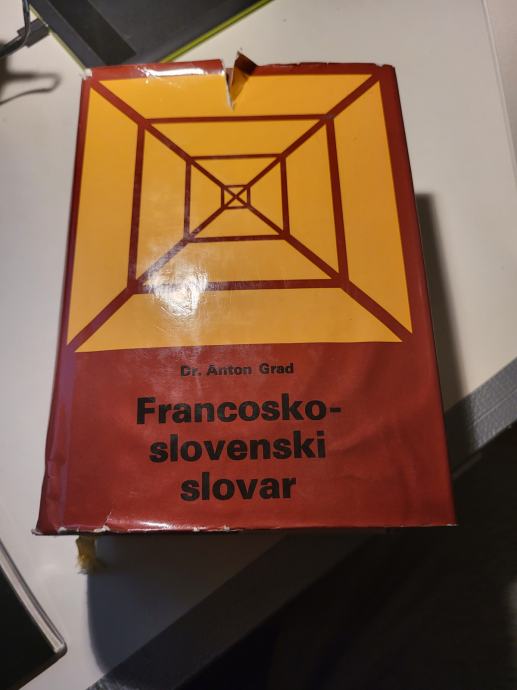 Dr. Anton Grad
Francosko-
slovenski
slovar